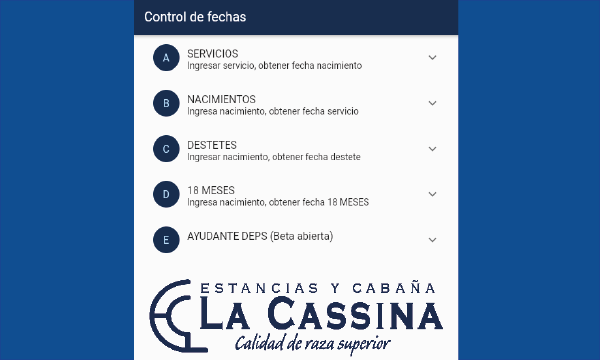 Control de fechas
A
SERVICIOS
Ingresar servicio, obtener fecha nacimiento
B
NACIMIENTOS
Ingresa nacimiento, obtener fecha servicio
C
DESTETES
Ingresar nacimiento, obtener fecha destete
D
18 MESES
Ingresa nacimiento, obtener fecha 18 MESES
E
AYUDANTE DEPS (Beta abierta)
ESTANCIAS Y CABAÑA
LA CASSINA
Calidad de raza superior